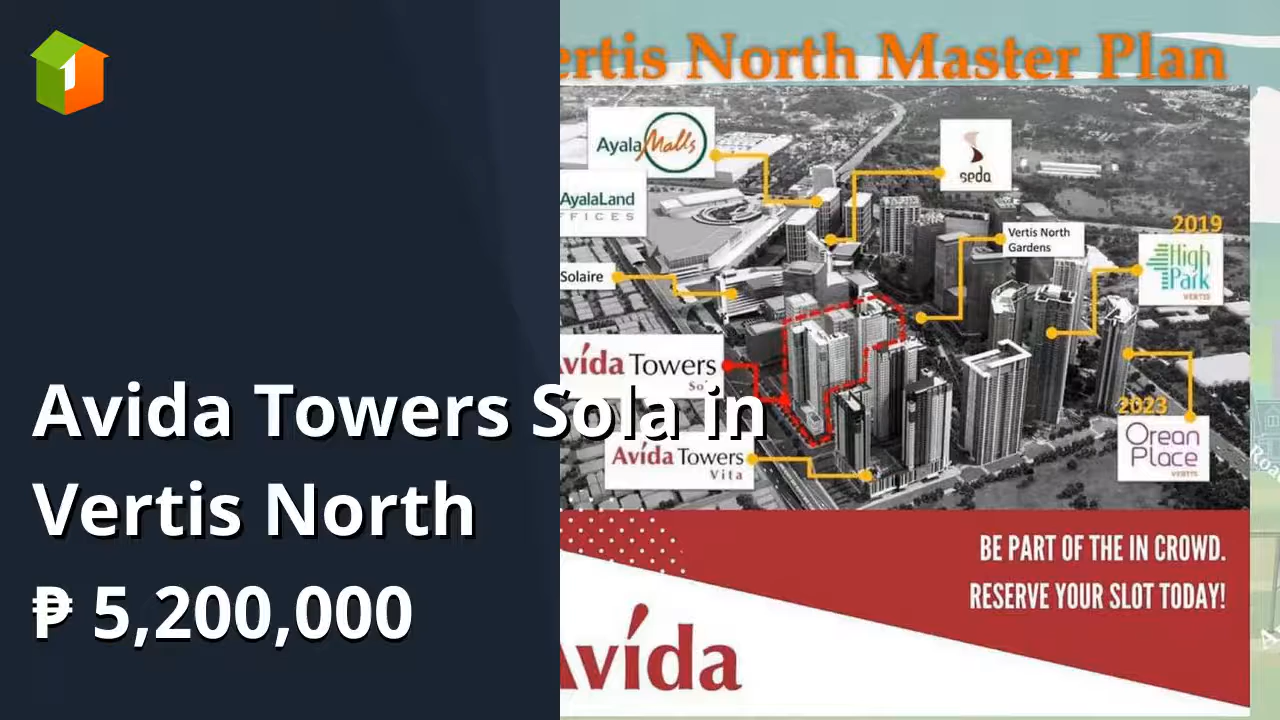 ertis North Master Plan
Ayala Malls
seda
AyalaLand
FFICES
2019
Vertis North
Gardens
High
Park
VERTIS
Solaire
vida Towers
2023
Avida Towers Sola in
Vertis North
₱ 5,200,000
Orean
Place
VERTIS
Avida Towers
Vita
BE PART OF THE IN CROWD.
RESERVE YOUR SLOT TODAY!
Avida